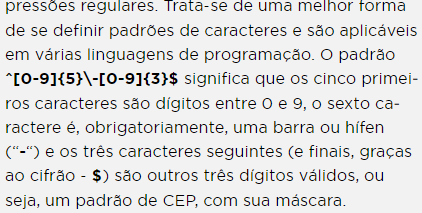 pressões regulares. Trata-se de uma melhor forma
de se definir padrões de caracteres e são aplicáveis
em várias linguagens de programação. O padrão
^[0-9]{5}\-[0-9]{3}$ significa que os cinco primei-
ros caracteres são dígitos entre 0 e 9, o sexto ca-
ractere é, obrigatoriamente, uma barra ou hífen
(“-“) e os três caracteres seguintes (e finais, graças
ao cifrão - $) são outros três dígitos válidos, ou
seja, um padrão de CEP, com sua máscara.